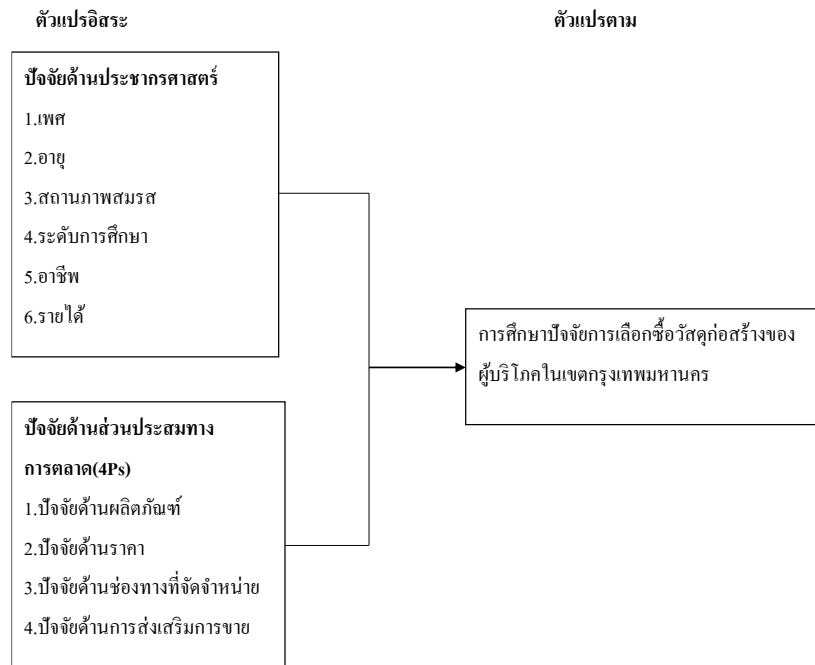 ตัวแปรอิสระ
ตัวแปรตาม
ปัจจัยด้านประชากรศาสตร์
1.เพศ
2.อายุ
3.สถานภาพสมรส
4.ระดับการศึกษา
5.อาชีพ
6.รายได้
การศึกษาปัจจัยการเลือกซื้อวัสดุก่อสร้างของ
ผู้บริโภคในเขตกรุงเทพมหานคร
ปัจจัยด้านส่วนประสมทาง
การตลาด(4Ps)
1.ปัจจัยด้านผลิตภัณฑ์
2.ปัจจัยด้านราคา
3.ปัจจัยด้านช่องทางที่จัดจำหน่าย
4.ปัจจัยด้านการส่งเสริมการขาย